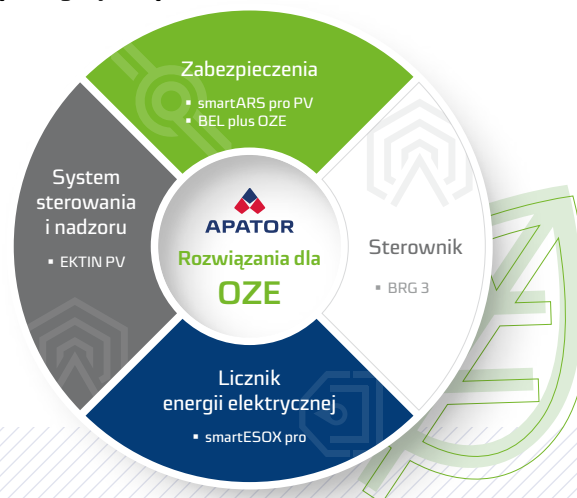 Zabezpieczenia
▪ smartARS pro PV
▪ BEL plus OZE
System
sterowania
i nadzoru
▪ EKTIN PV
APATOR
Rozwiązania dla
OZE
Sterownik
▪ BRG 3
Licznik
energii elektrycznej
▪ smartESOX pro